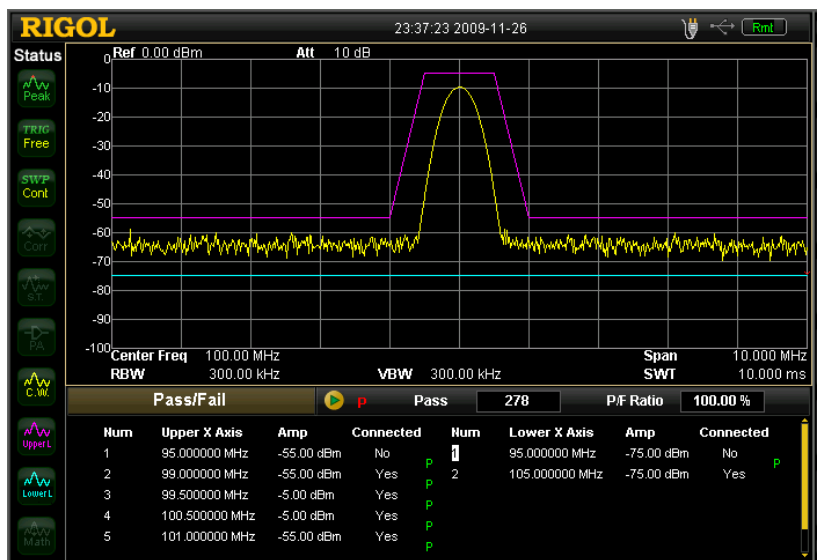 RIGOL 23:37:23 2009-11-26 Rmt
Status
Ref 0.00 dBm Att 10 dB
0
-10
-20
-30
-40
-50
-60
-70
-80
-90
-100
Peak
TRIG
Free
SWP
Cont
Corr
S.T.
PA
C.W.
Upper L
Lower L
Math
Center Freq 100.00 MHz Span 10.000 MHz
RBW 300.00 kHz VBW 300.00 kHz SWT 10.000 ms
Pass/Fail p Pass 278 P/F Ratio 100.00 %
Num Upper X Axis Amp Connected Num Lower X Axis Amp Connected
1 95.000000 MHz -55.00 dBm No P 1 95.000000 MHz -75.00 dBm No P
2 99.000000 MHz -55.00 dBm Yes P 2 105.000000 MHz -75.00 dBm Yes
3 99.500000 MHz -5.00 dBm Yes P
4 100.500000 MHz -5.00 dBm Yes P
5 101.000000 MHz -55.00 dBm Yes P